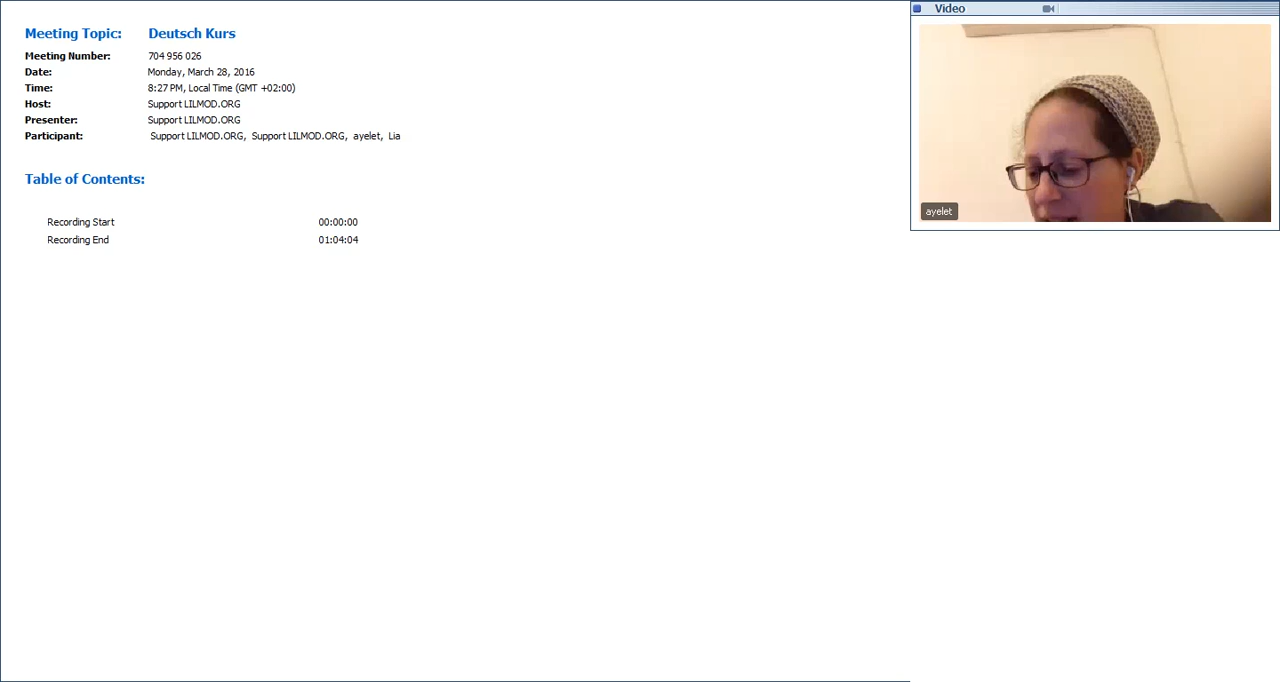 Meeting Topic: Deutsch Kurs
Meeting Number: 704 956 026
Date: Monday, March 28, 2016
Time: 8:27 PM, Local Time (GMT +02:00)
Host: Support LILMOD.ORG
Presenter: Support LILMOD.ORG
Participant: Support LILMOD.ORG, Support LILMOD.ORG, ayelet, Lia
Table of Contents:
Recording Start 00:00:00
Recording End 01:04:04
Video
ayelet